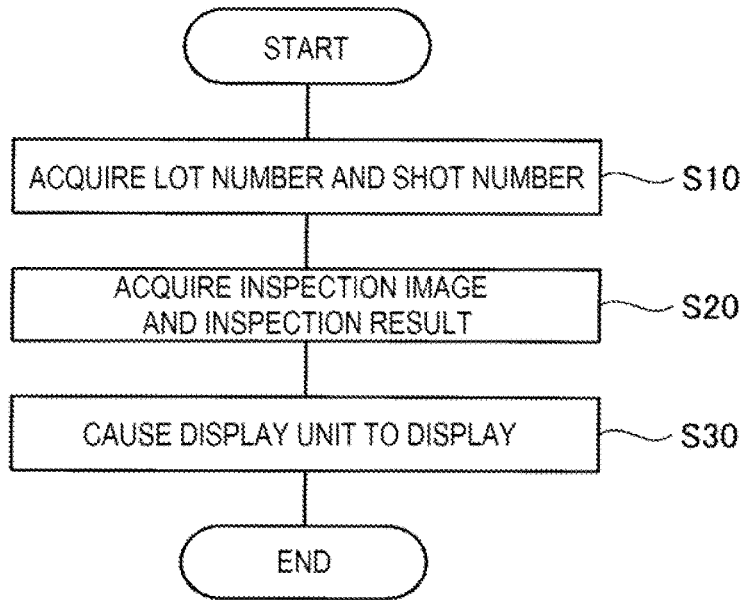 START
ACQUIRE LOT NUMBER AND SHOT NUMBER
S10
ACQUIRE INSPECTION IMAGE
AND INSPECTION RESULT
S20
CAUSE DISPLAY UNIT TO DISPLAY
S30
END